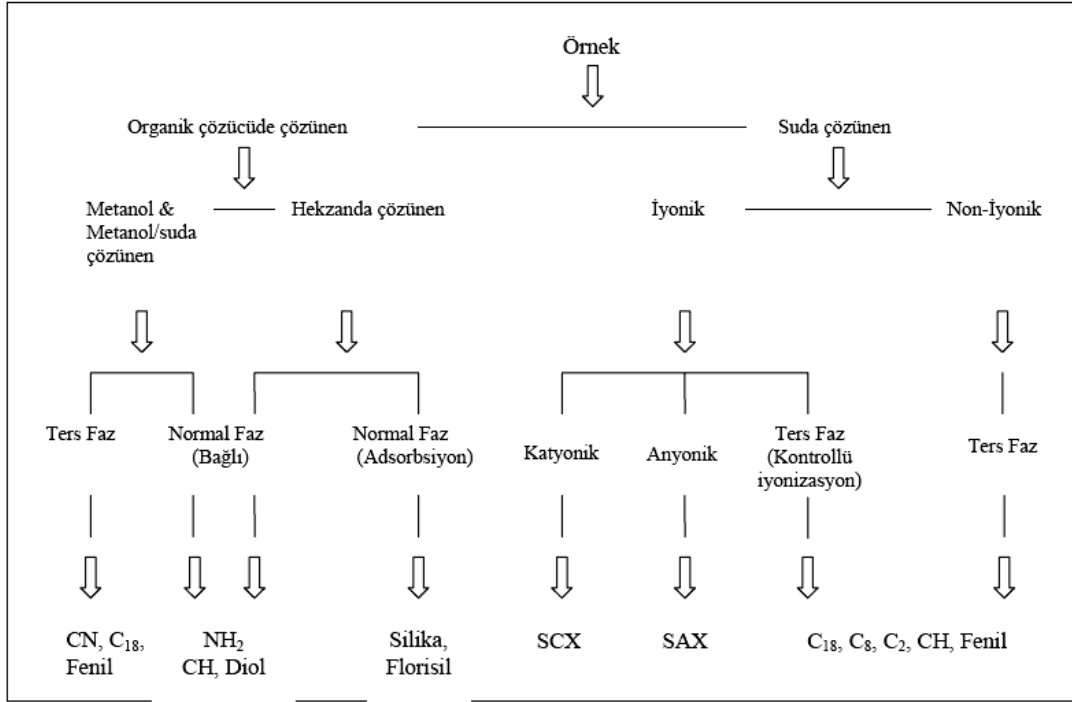 Örnek
Organik çözücüde çözünen
Suda çözünen
Metanol &
Metanol/suda
çözünen
Hekzanda çözünen
İyonik
Non-İyonik
Ters Faz
Normal Faz
(Bağlı)
Normal Faz
(Adsorbsiyon)
Katyonik
Anyonik
Ters Faz
(Kontrollü
iyonizasyon)
Ters Faz
CN, C₁₈,
Fenil
NH₂
CH, Diol
Silika,
Florisil
SCX
SAX
C₁₈, C₈, C₂, CH, Fenil